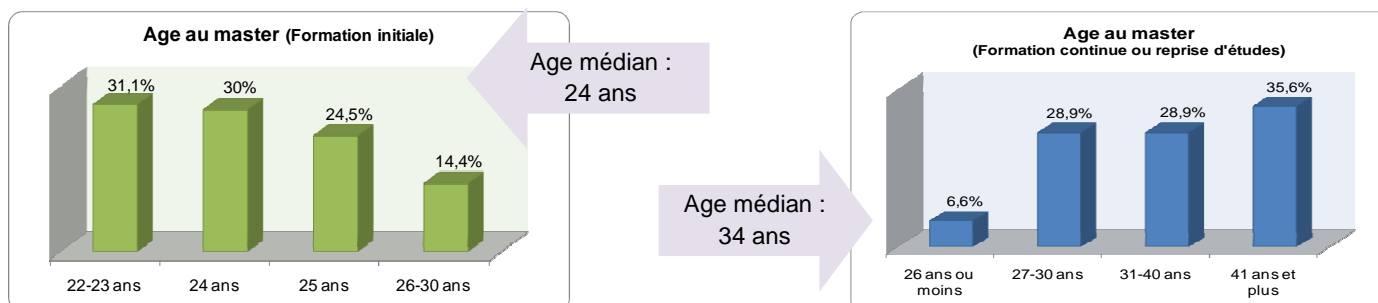 Age au master (Formation initiale)
31,1%
30%
24,5%
14,4%
22-23 ans
24 ans
25 ans
26-30 ans
Age médian :
24 ans
Age médian :
34 ans
Age au master
(Formation continue ou reprise d'études)
6,6%
28,9%
28,9%
35,6%
26 ans ou
moins
27-30 ans
31-40 ans
41 ans et
plus